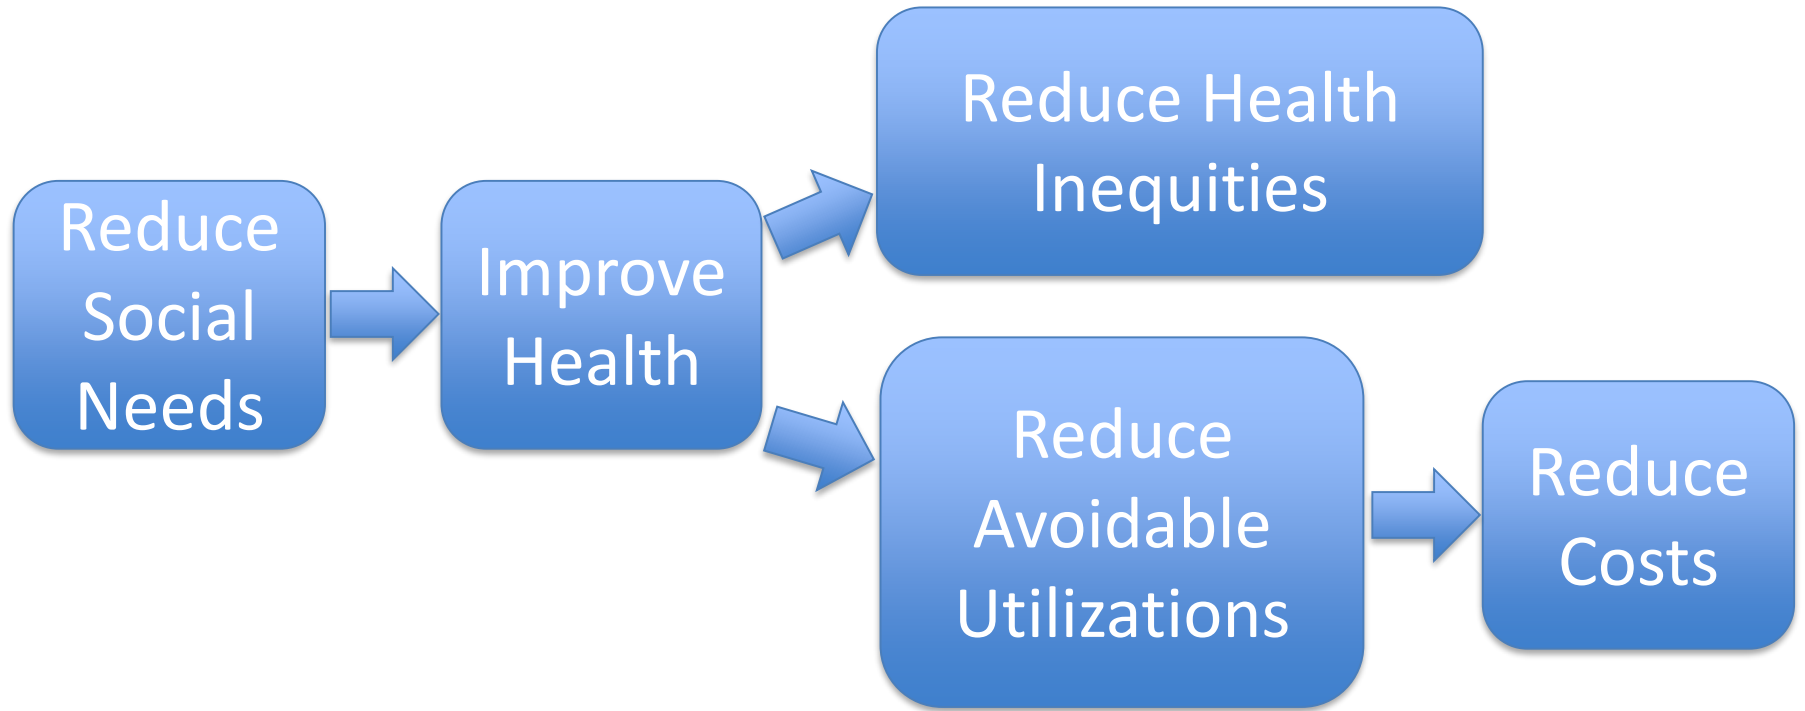 Reduce
Social
Needs
Improve
Health
Reduce Health
Inequities
Reduce
Avoidable
Utilizations
Reduce
Costs